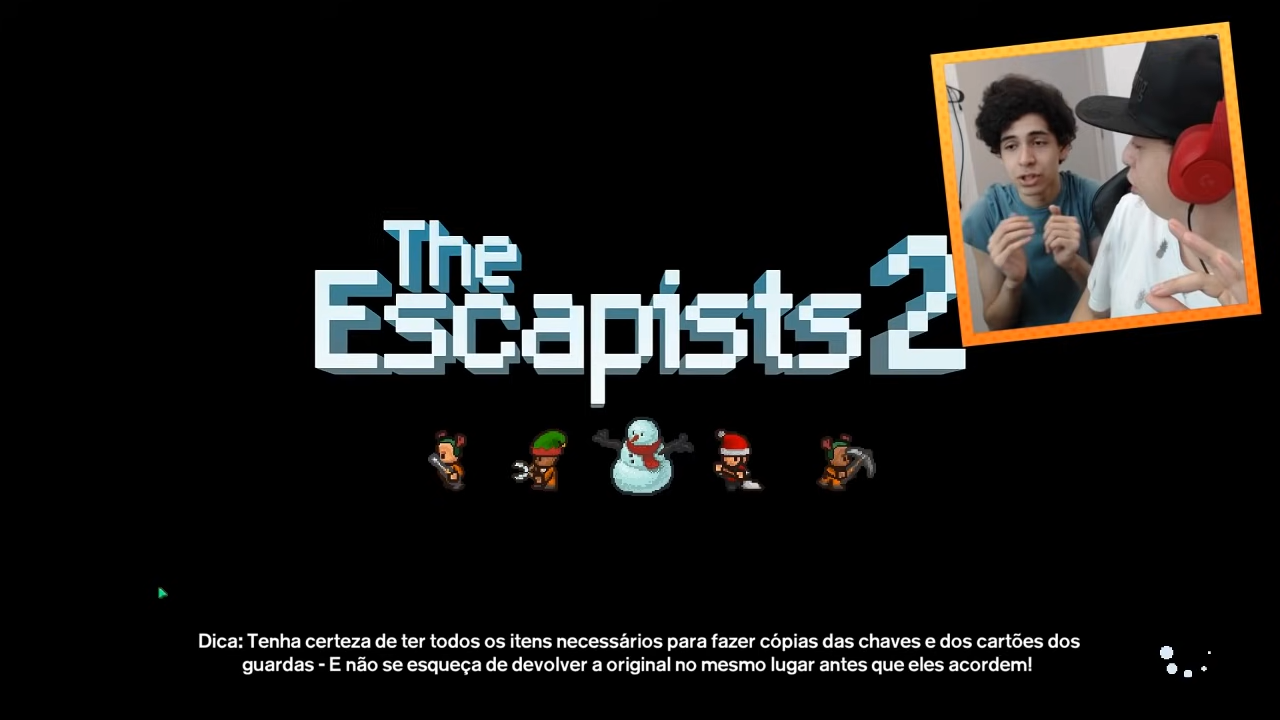 The
Escapists 2
Dica: Tenha certeza de ter todos os itens necessários para fazer cópias das chaves e dos cartões dos
guardas - E não se esqueça de devolver a original no mesmo lugar antes que eles acordem!